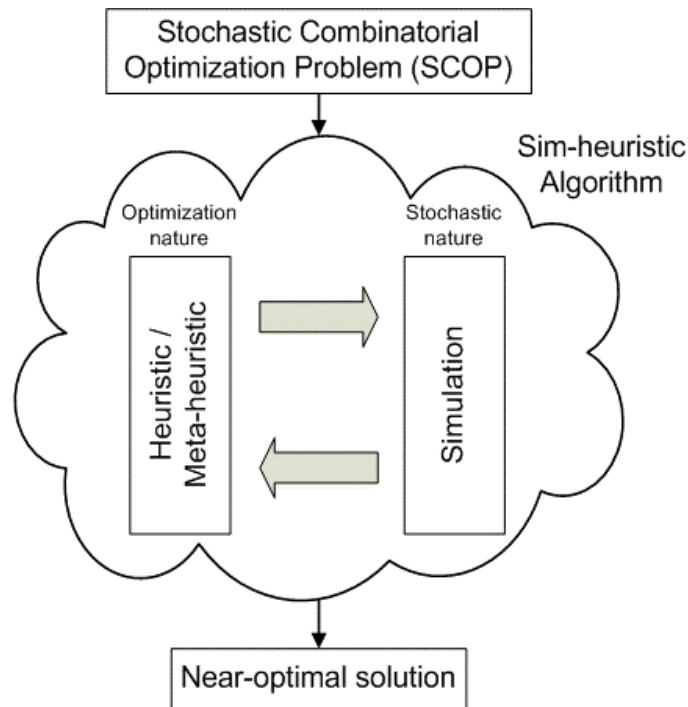 Stochastic Combinatorial
Optimization Problem (SCOP)
Sim-heuristic
Algorithm
Optimization
nature
Stochastic
nature
Heuristic /
Meta-heuristic
Simulation
Near-optimal solution